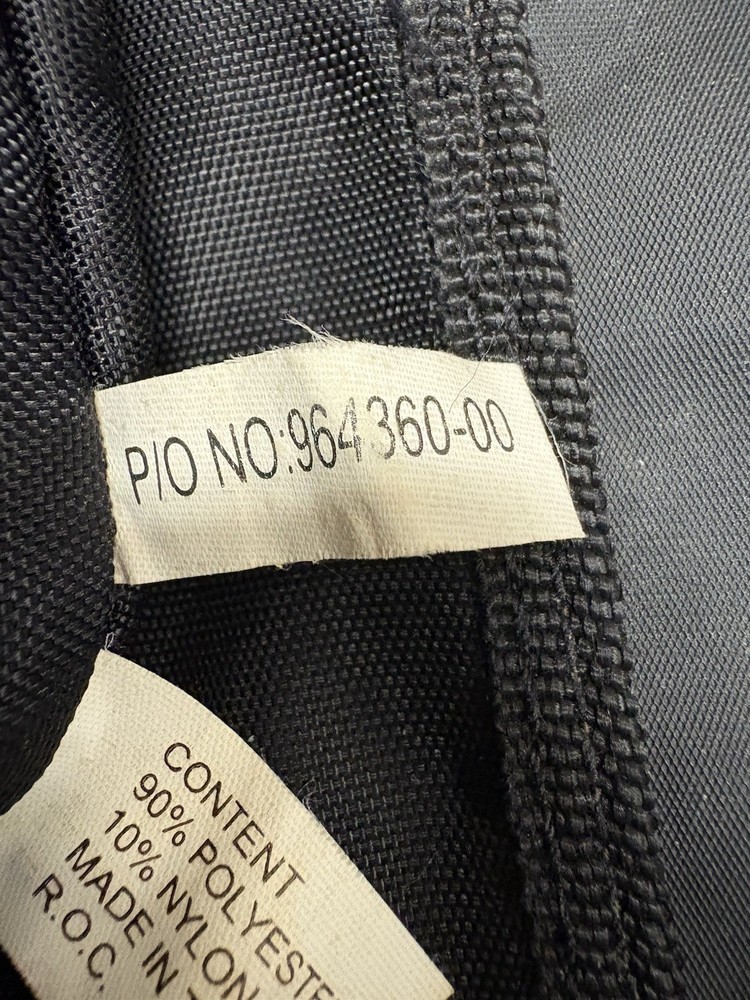 P/O NO:964360-00
CONTENT
90% POLYESTE
10% NYLON
MADE IN T
R.O.C.